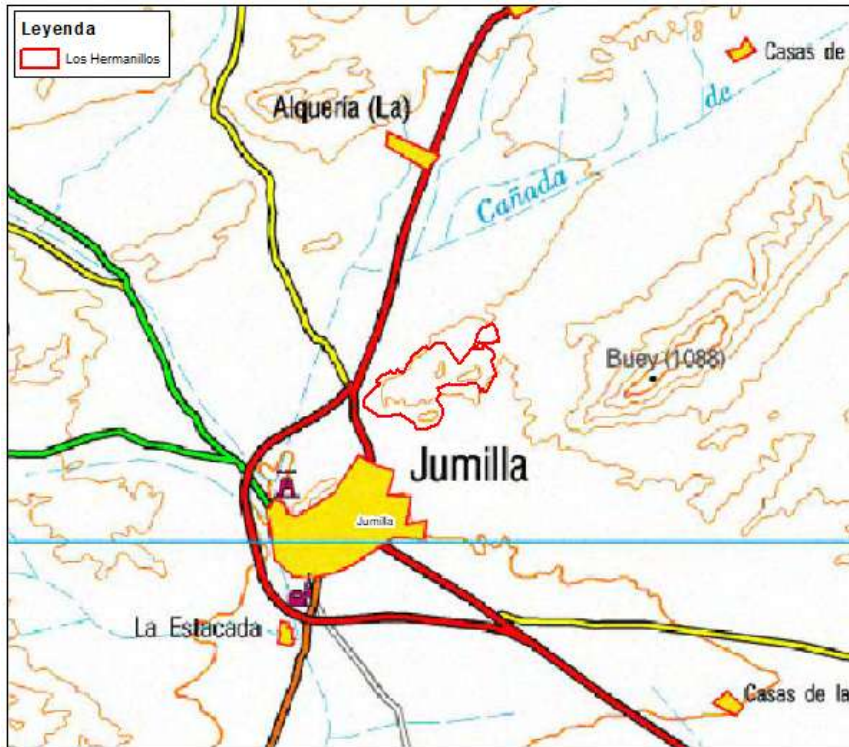 Leyenda
Los Hermanillos
Casas de
Alquería (La)
de
Cañada
Buey (1088)
Jumilla
Jumilla
La Estacada
Casas de la